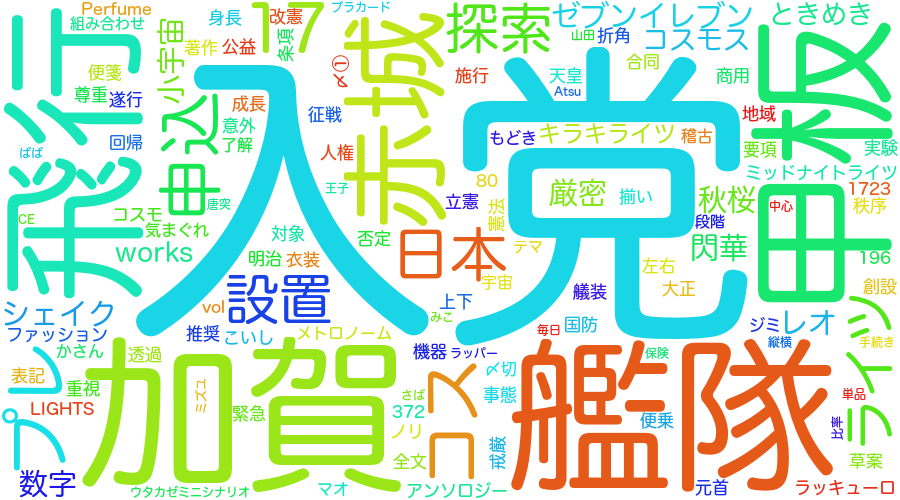 Perfume
組み合わせ
身長
改憲
プラカード
17
探索
ゼブンイレブン
ときめき
飛行
便箋
尊重
遂行
小宇宙
著作
公益
条項
〆①
赤城
施行
山田
折角
コスモス
天皇
Atsu
合同
商用
甲板
回帰
ばば
申込
成長
意外
了解
征戦
人権
王子
入党
もどき
キラキライツ
稽古
地域
要項
実験
ミッドナイトライツ
CE
コスモ
気まぐれ
唐突
works
対象
明治
衣装
否定
日本
80
立憲
憲法
厳密
揃い
秋桜
段階
中心
1723
秩序
閃華
テマ
宇宙
左右
196
シェイク
ファッション
vol
設置
推奨
こいし
上下
みこ
艤装
大正
国防
毎日
ジミ
レオ
縦横
創設
手続き
ライツ
プレ
かさん
透過
メトロノーム
機器
ラッパー
表記
重視
LIGHTS
加賀
ミズユ
緊急
さば
372
ノリ
コス
〆切
事態
艦隊
保険
便乗
単品
比率
数字
ウタカゼミニシナリオ
マオ
全文
アンソロジー
戒厳
元首
草案
ラッキューロ